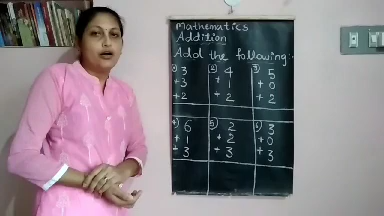 Mathematics
Addition
Add the following:
① 3 ② 4 ③ 5
+3 + 1 + 0
+2 + 2 + 2
④ 6 ⑤ 2 ⑥ 3
+ 1 + 2 + 0
+ 3 + 3 + 3